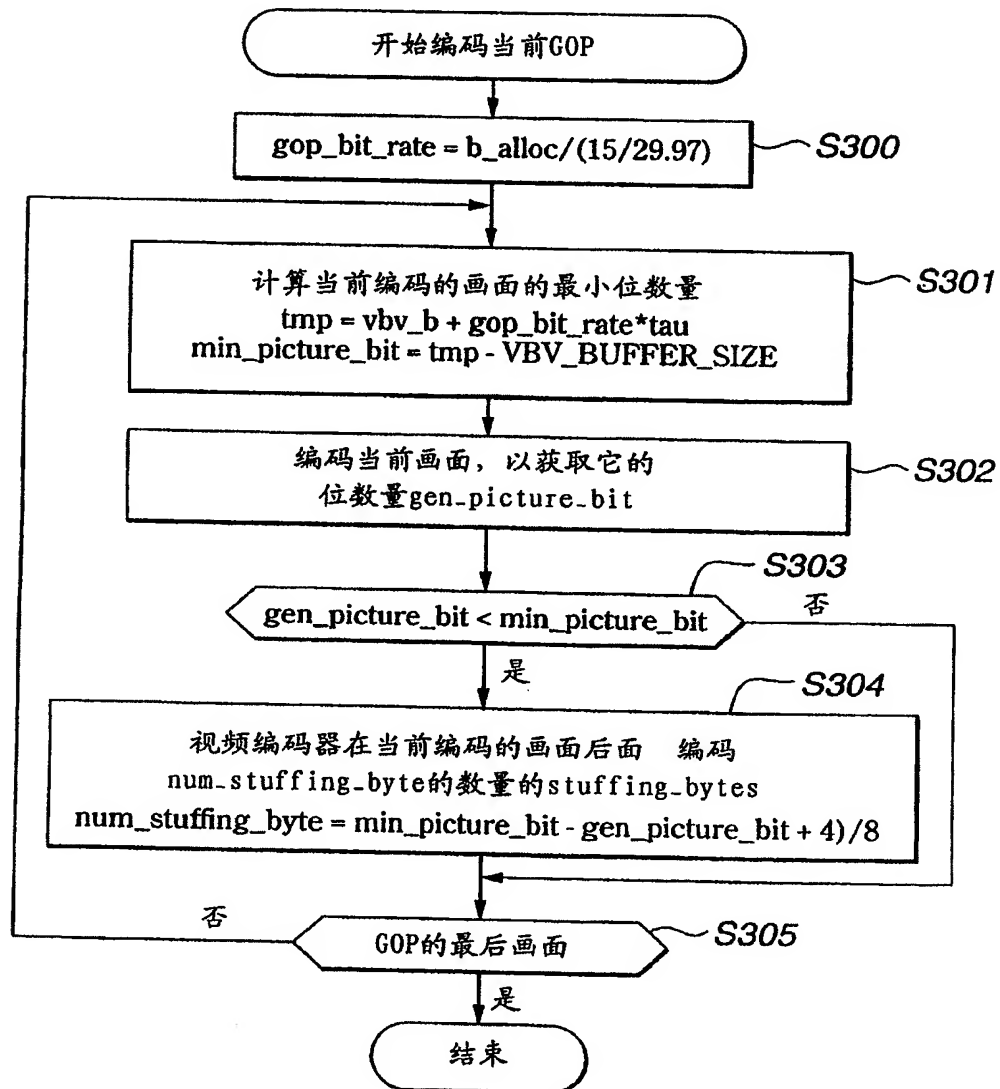 开始编码当前GOP
gop_bit_rate = b_alloc/(15/29.97)
S300
计算当前编码的画面的最小位数量
tmp = vbv_b + gop_bit_rate*tau
min_picture_bit = tmp - VBV_BUFFER_SIZE
S301
编码当前画面, 以获取它的
位数量gen_picture_bit
S302
S303
gen_picture_bit < min_picture_bit
否
是
S304
视频编码器在当前编码的画面后面 编码
num_stuffing_byte的数量的stuffing_bytes
num_stuffing_byte = min_picture_bit - gen_picture_bit + 4)/8
否
GOP的最后画面
S305
是
结束